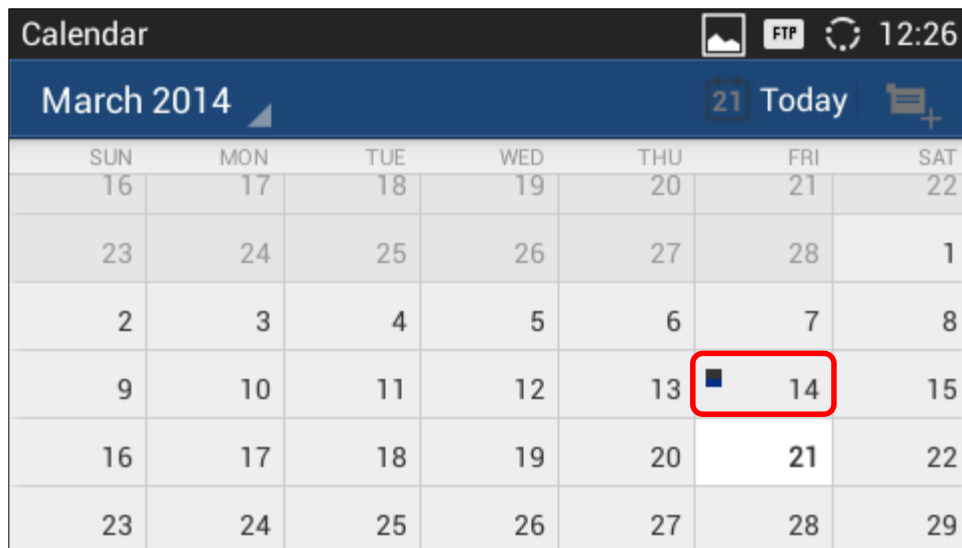 Calendar FTP 12:26
March 2014 21 Today
SUN MON TUE WED THU FRI SAT
16 17 18 19 20 21 22
23 24 25 26 27 28 1
2 3 4 5 6 7 8
9 10 11 12 13 14 15
16 17 18 19 20 21 22
23 24 25 26 27 28 29